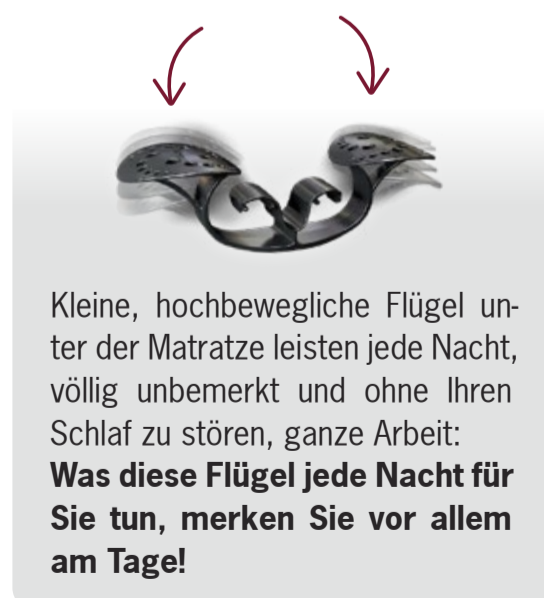 Kleine, hochbewegliche Flügel un-
ter der Matratze leisten jede Nacht,
völlig unbemerkt und ohne Ihren
Schlaf zu stören, ganze Arbeit:
Was diese Flügel jede Nacht für
Sie tun, merken Sie vor allem
am Tage!